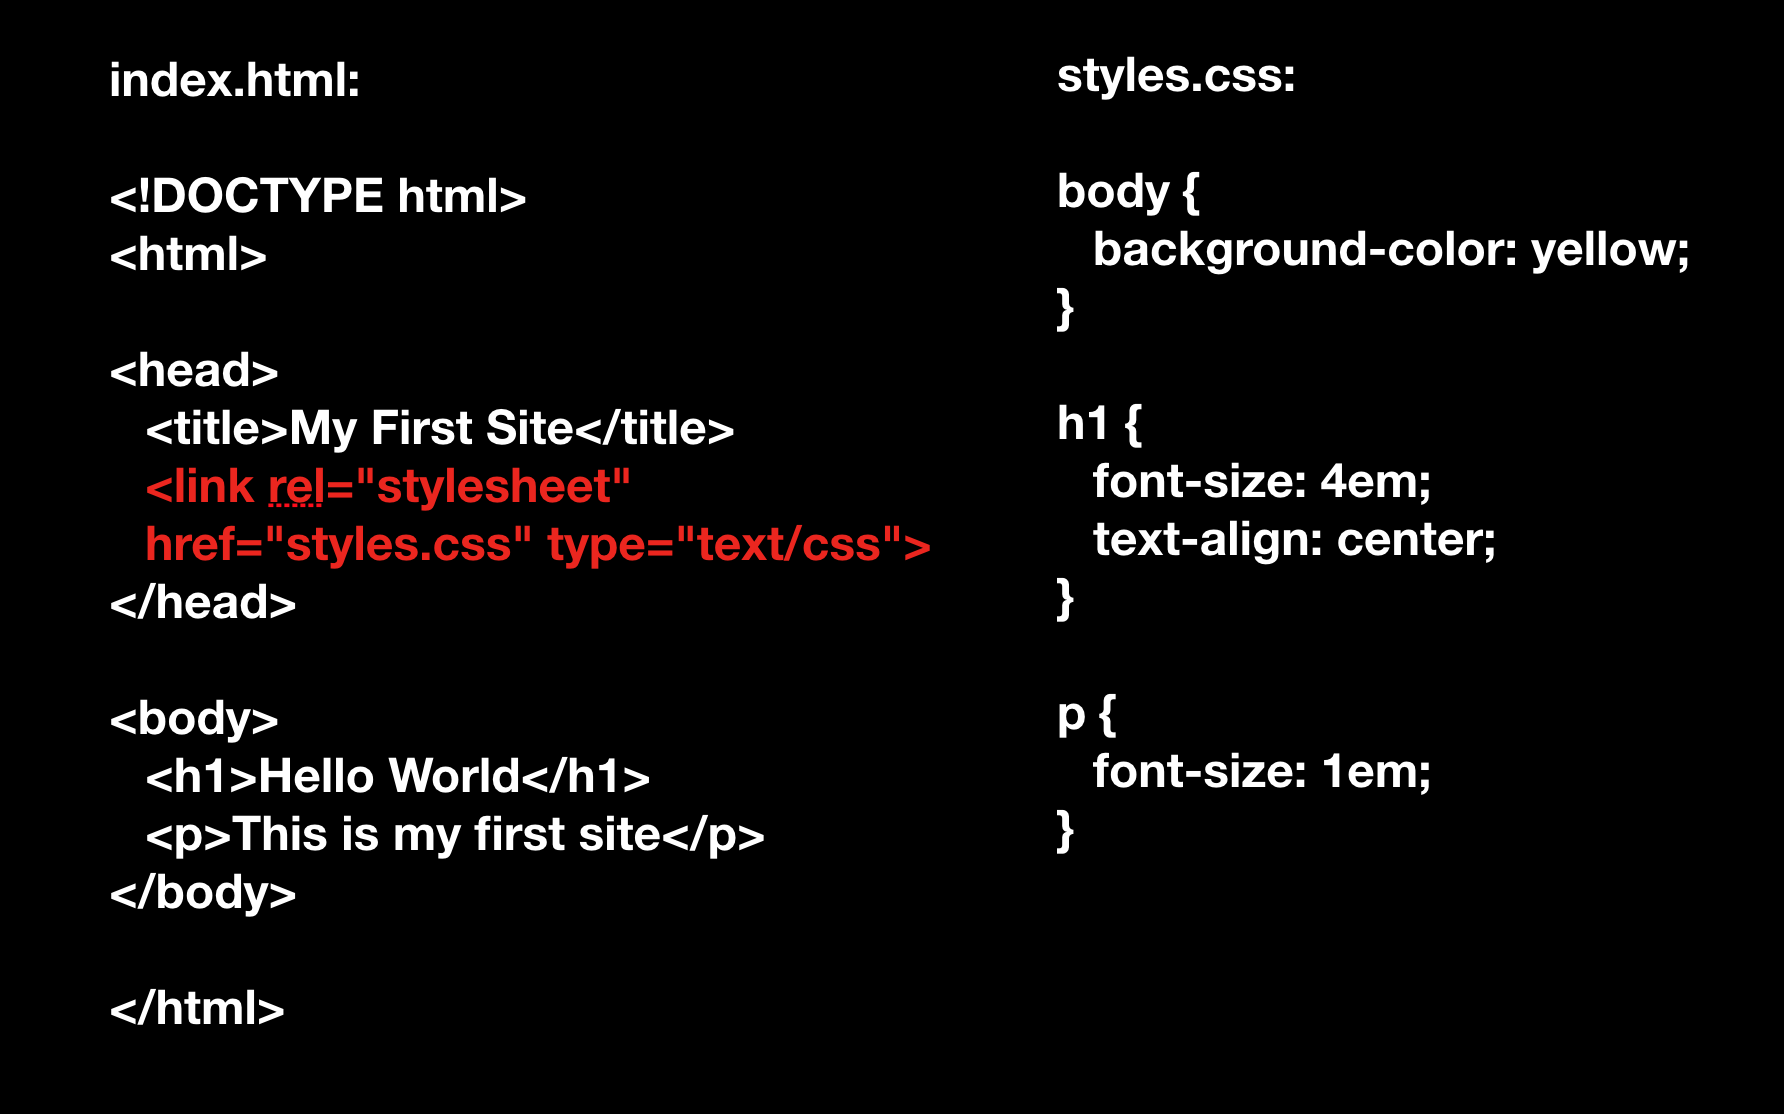 index.html:
<!DOCTYPE html>
<html>
<head>
<title>My First Site</title>
<link rel="stylesheet"
href="styles.css" type="text/css">
</head>
<body>
<h1>Hello World</h1>
<p>This is my first site</p>
</body>
</html>
styles.css:
body {
background-color: yellow;
}
h1 {
font-size: 4em;
text-align: center;
}
p {
font-size: 1em;
}